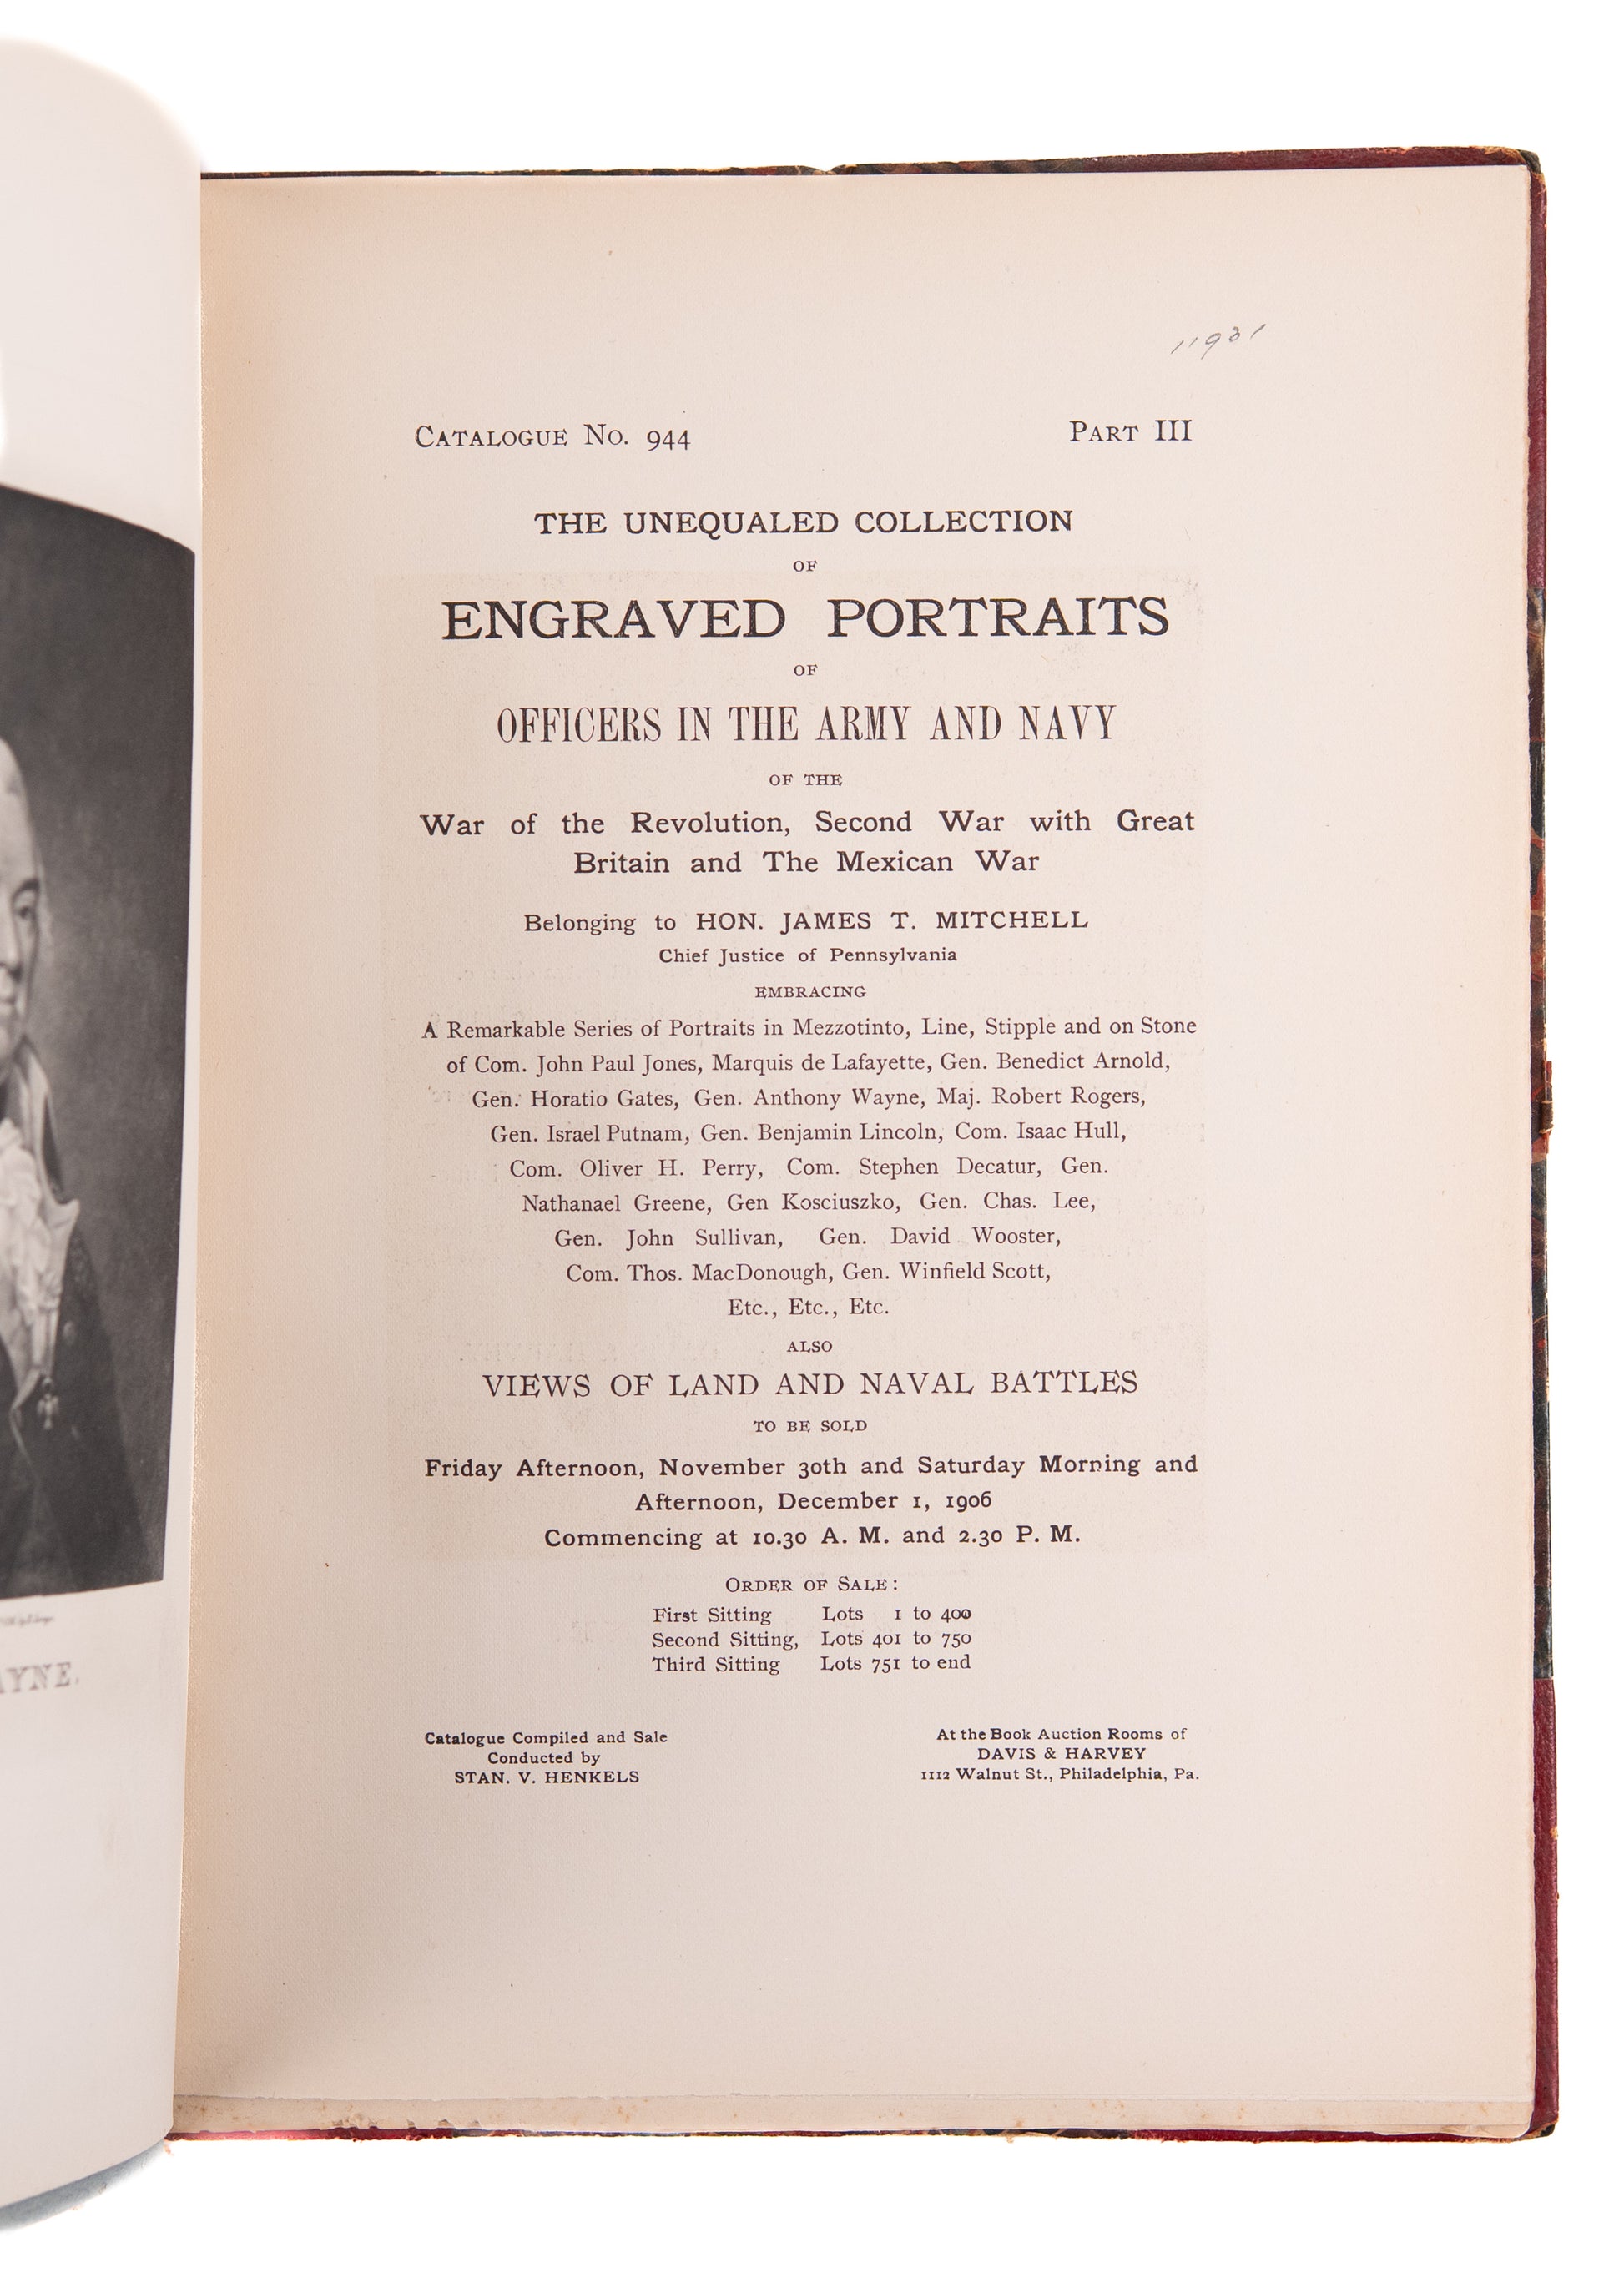 11931
CATALOGUE NO. 944 PART III
THE UNEQUALED COLLECTION
OF
ENGRAVED PORTRAITS
OF
OFFICERS IN THE ARMY AND NAVY
OF THE
War of the Revolution, Second War with Great
Britain and The Mexican War
Belonging to HON. JAMES T. MITCHELL
Chief Justice of Pennsylvania
EMBRACING
A Remarkable Series of Portraits in Mezzotinto, Line, Stipple and on Stone
of Com. John Paul Jones, Marquis de Lafayette, Gen. Benedict Arnold,
Gen. Horatio Gates, Gen. Anthony Wayne, Maj. Robert Rogers,
Gen. Israel Putnam, Gen. Benjamin Lincoln, Com. Isaac Hull,
Com. Oliver H. Perry, Com. Stephen Decatur, Gen.
Nathanael Greene, Gen Kosciuszko, Gen. Chas. Lee,
Gen. John Sullivan, Gen. David Wooster,
Com. Thos. MacDonough, Gen. Winfield Scott,
Etc., Etc., Etc.
ALSO
VIEWS OF LAND AND NAVAL BATTLES
TO BE SOLD
Friday Afternoon, November 30th and Saturday Morning and
Afternoon, December 1, 1906
Commencing at 10.30 A. M. and 2.30 P. M.
ORDER OF SALE:
First Sitting Lots 1 to 400
Second Sitting, Lots 401 to 750
Third Sitting Lots 751 to end
Catalogue Compiled and Sale
Conducted by
STAN. V. HENKELS
At the Book Auction Rooms of
DAVIS & HARVEY
1112 Walnut St., Philadelphia, Pa.
AYNE.